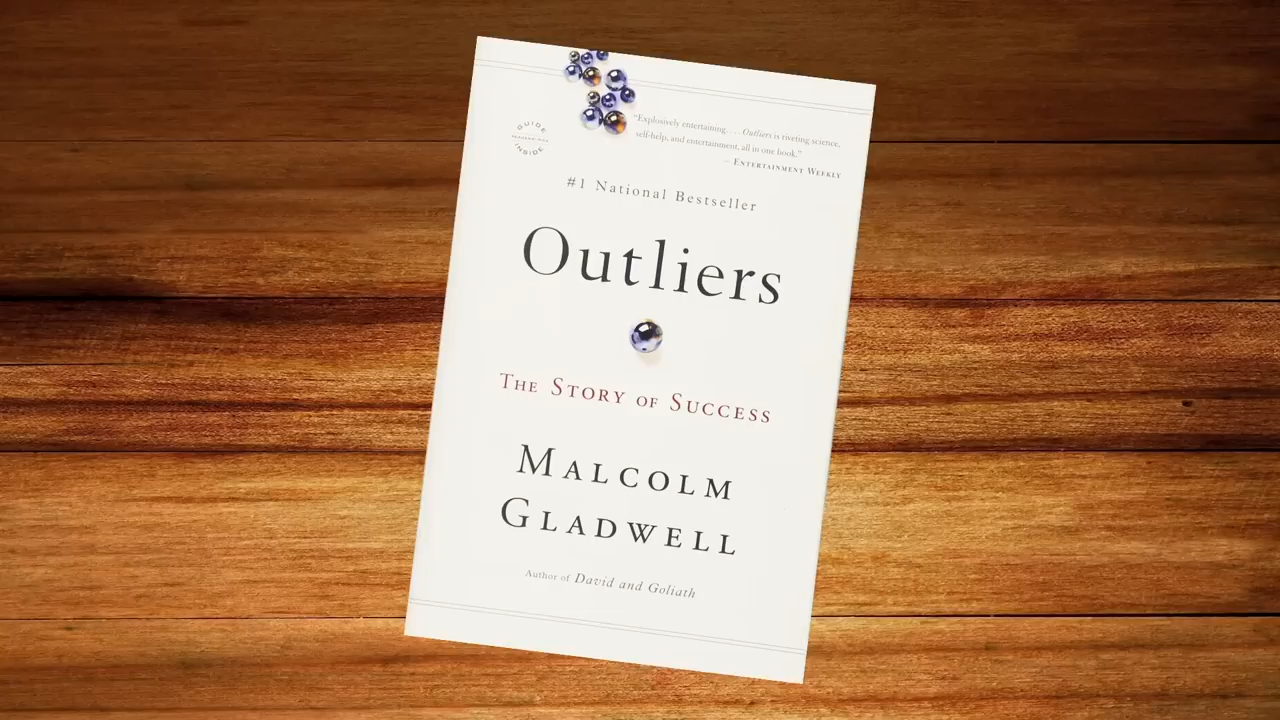 GUIDE
INSIDE
“Explosively entertaining. . . . Outliers is riveting science,
self-help, and entertainment, all in one book.”
– Entertainment Weekly
#1 National Bestseller
Outliers
The Story of Success
Malcolm
Gladwell
Author of David and Goliath